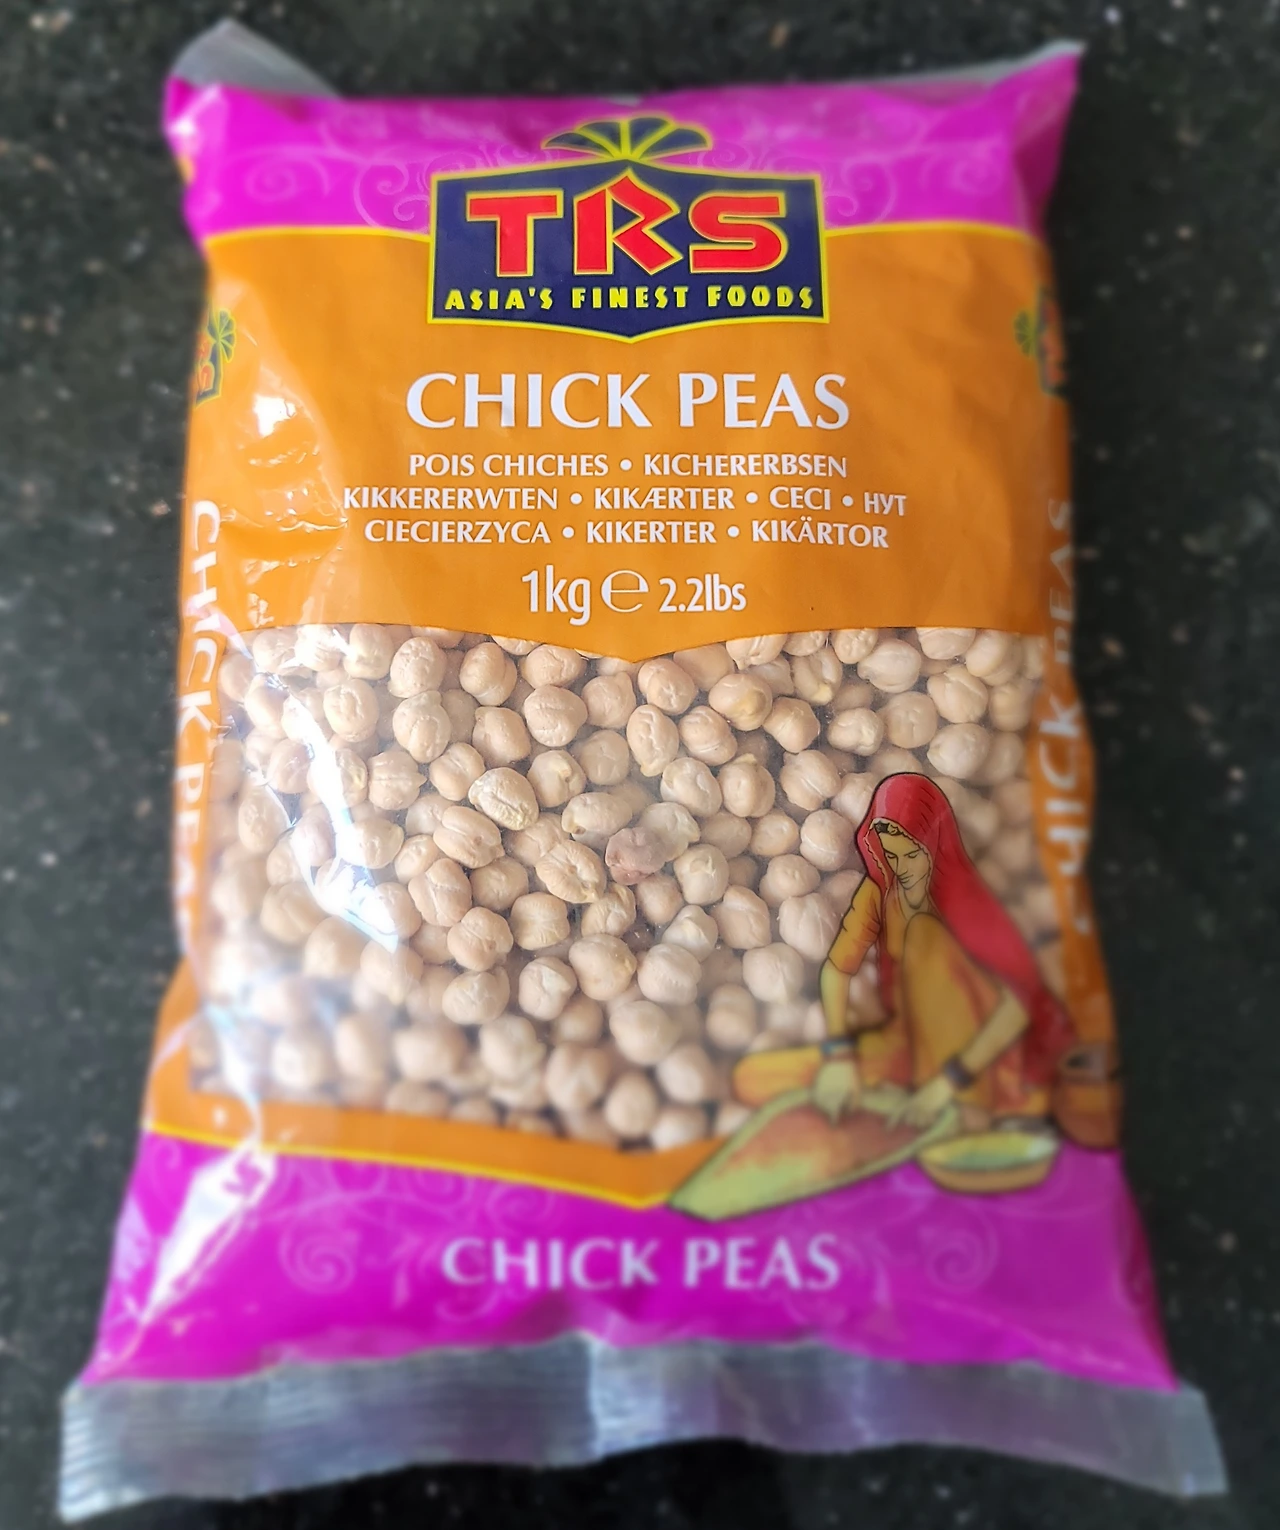 TRS
ASIA'S FINEST FOODS
CHICK PEAS
POIS CHICHES • KICHERERBSEN
KIKKERERWTEN • KIKÆRTER • CECI • НУТ
CIECIERZYCA • KIKERTER • KIKÄRTOR
1kg ℮ 2.2lbs
CHICK PEAS
CHICK PEAS
CHICK PEAS